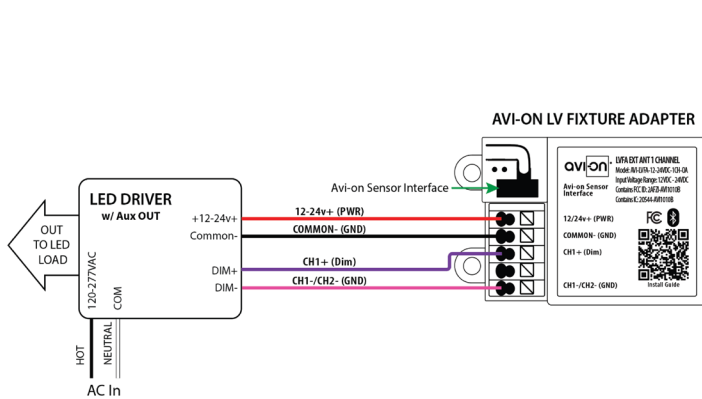 AVI-ON LV FIXTURE ADAPTER
avi-on
LVFA EXT ANT 1 CHANNEL
Model: AVI-LVFA-12-24VDC-1CH-OA
Input Voltage Range: 12VDC - 24VDC
Contains FCC ID: 2AFZI-AVI1010B
Contains IC: 20544-AVI1010B
Avi-on Sensor
Interface
Avi-on Sensor Interface
12/24v+ (PWR)
COMMON- (GND)
CH1+ (Dim)
CH1-/CH2- (GND)
FC
Install Guide
LED DRIVER
w/ Aux OUT
+12-24v+
Common-
DIM+
DIM-
12-24v+ (PWR)
COMMON- (GND)
CH1+ (Dim)
CH1-/CH2- (GND)
OUT
TO LED
LOAD
120-277VAC
COM
HOT
NEUTRAL
AC In